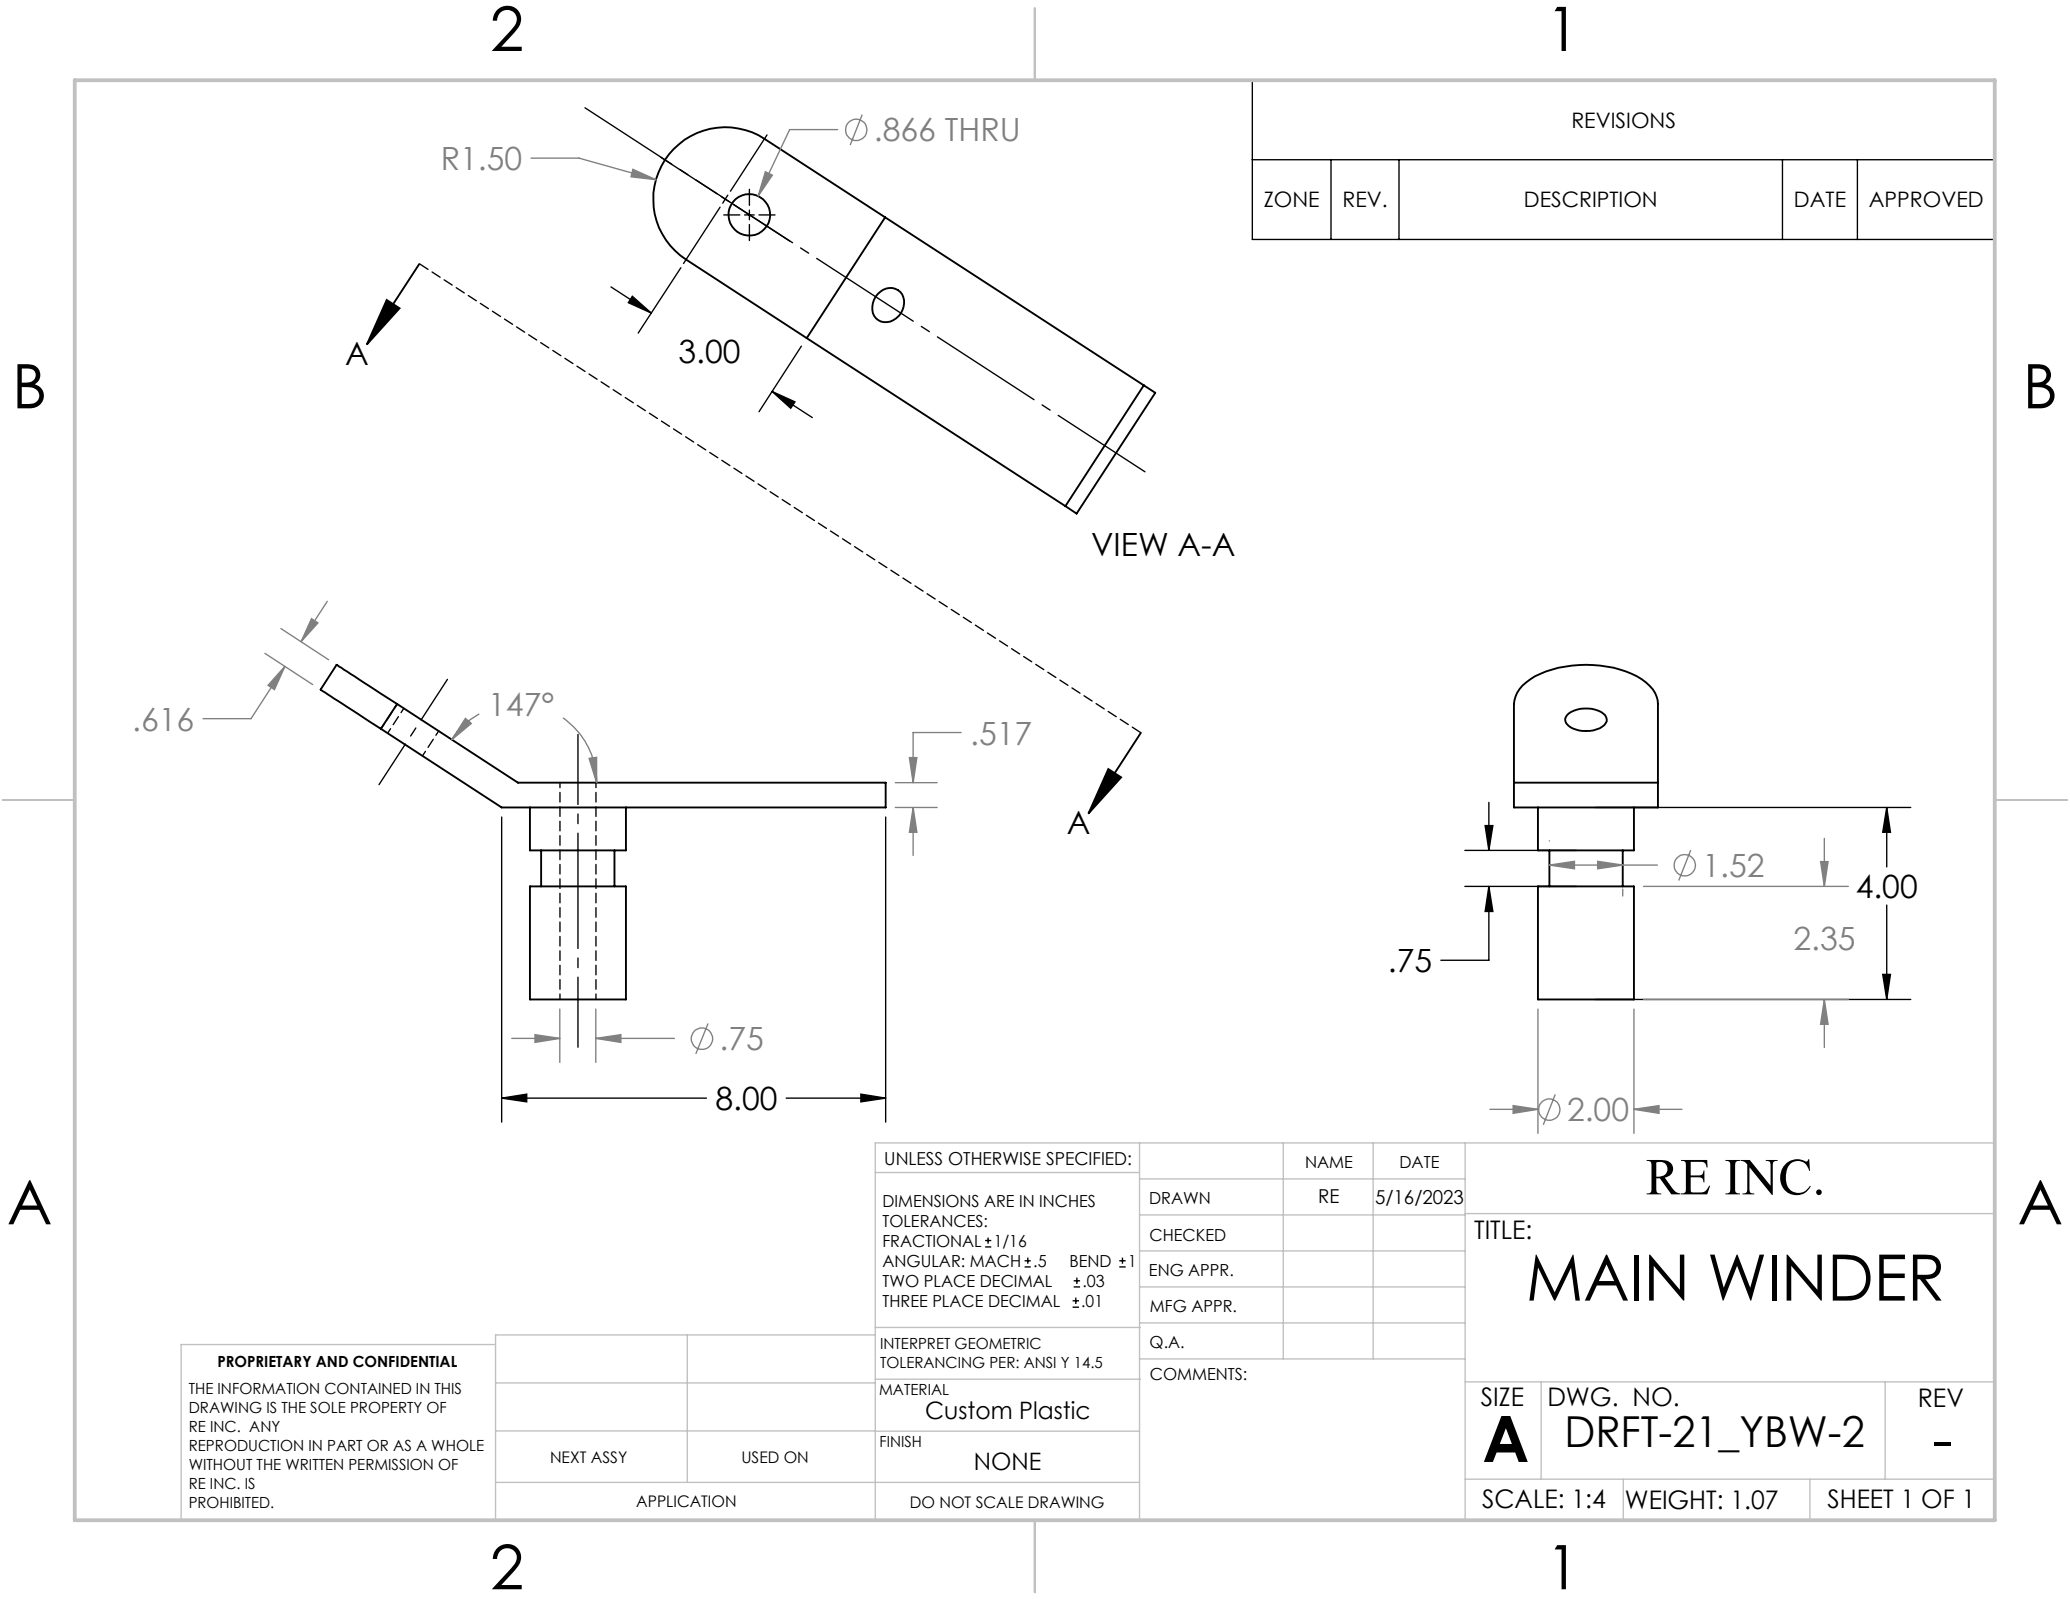 2
1
REVISIONS
ZONE REV. DESCRIPTION DATE APPROVED
R1.50
∅.866 THRU
A
3.00
B
B
VIEW A-A
.616
147°
.517
A
∅1.52
4.00
2.35
.75
∅.75
8.00
∅2.00
A
A
UNLESS OTHERWISE SPECIFIED:
DIMENSIONS ARE IN INCHES
TOLERANCES:
FRACTIONAL±1/16
ANGULAR: MACH±.5 BEND ±1
TWO PLACE DECIMAL ±.03
THREE PLACE DECIMAL ±.01
INTERPRET GEOMETRIC
TOLERANCING PER: ANSI Y 14.5
MATERIAL
Custom Plastic
FINISH
NONE
DO NOT SCALE DRAWING
NAME DATE
DRAWN RE 5/16/2023
CHECKED
ENG APPR.
MFG APPR.
Q.A.
COMMENTS:
RE INC.
TITLE:
MAIN WINDER
SIZE DWG. NO. REV
A DRFT-21_YBW-2 -
SCALE: 1:4 WEIGHT: 1.07 SHEET 1 OF 1
PROPRIETARY AND CONFIDENTIAL
THE INFORMATION CONTAINED IN THIS
DRAWING IS THE SOLE PROPERTY OF
RE INC. ANY
REPRODUCTION IN PART OR AS A WHOLE
WITHOUT THE WRITTEN PERMISSION OF
RE INC. IS
PROHIBITED.
NEXT ASSY USED ON
APPLICATION
2
1